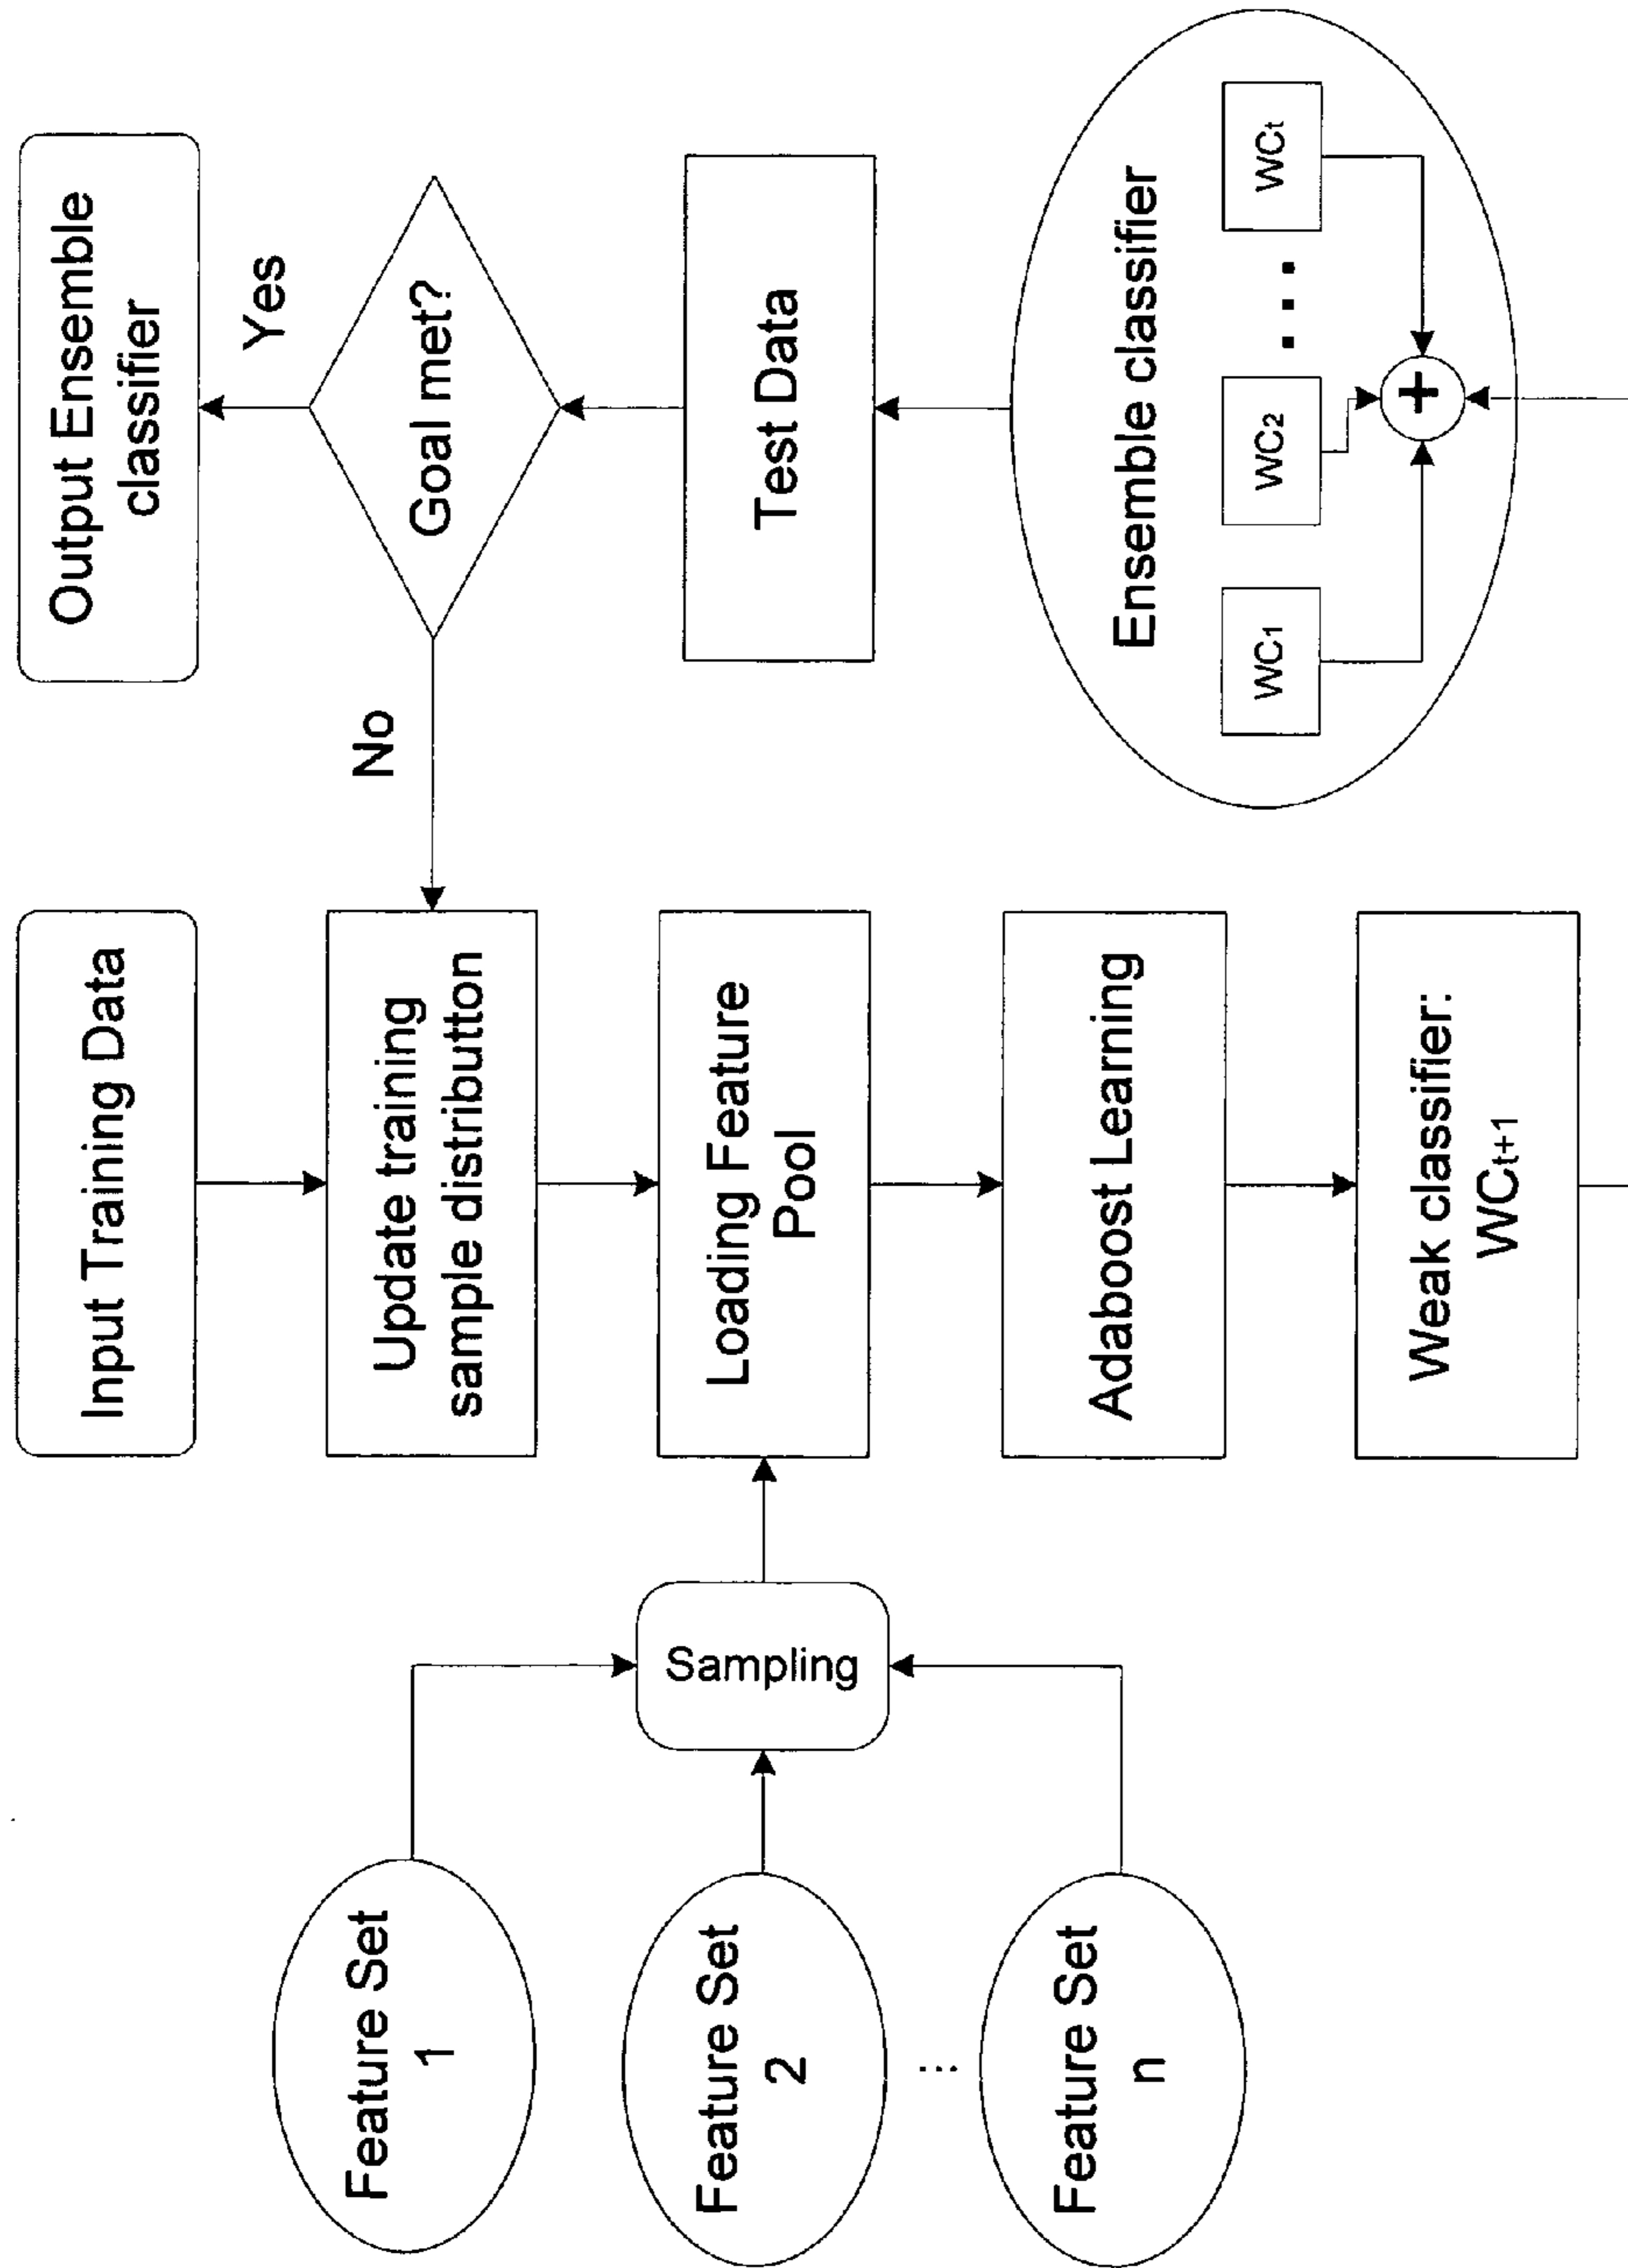 Feature Set
1
Feature Set
2
...
Feature Set
n
Sampling
Input Training Data
Update training
sample distributton
Loading Feature
Pool
Adaboost Learning
Weak classifier:
WCt+1
No
Output Ensemble
classifier
Yes
Goal met?
Test Data
Ensemble classifier
WC1
WC2
...
WCt
+